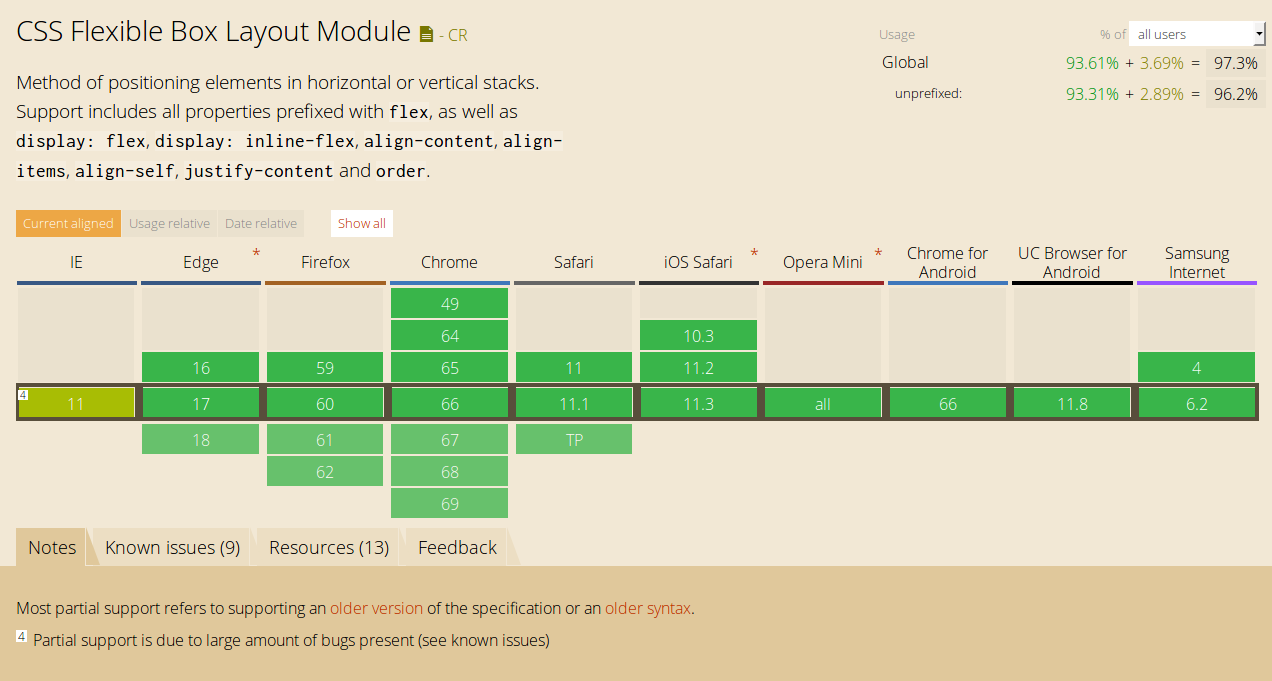 CSS Flexible Box Layout Module - CR
Usage % of all users
Global 93.61% + 3.69% = 97.3%
unprefixed: 93.31% + 2.89% = 96.2%
Method of positioning elements in horizontal or vertical stacks.
Support includes all properties prefixed with flex, as well as
display: flex, display: inline-flex, align-content, align-
items, align-self, justify-content and order.
Current aligned Usage relative Date relative Show all
IE Edge * Firefox Chrome Safari iOS Safari * Opera Mini * Chrome for Android UC Browser for Android Samsung Internet
49
64 10.3
16 59 65 11 11.2 4
4 11 17 60 66 11.1 11.3 all 66 11.8 6.2
18 61 67 TP
62 68
69
Notes Known issues (9) Resources (13) Feedback
Most partial support refers to supporting an older version of the specification or an older syntax.
4 Partial support is due to large amount of bugs present (see known issues)